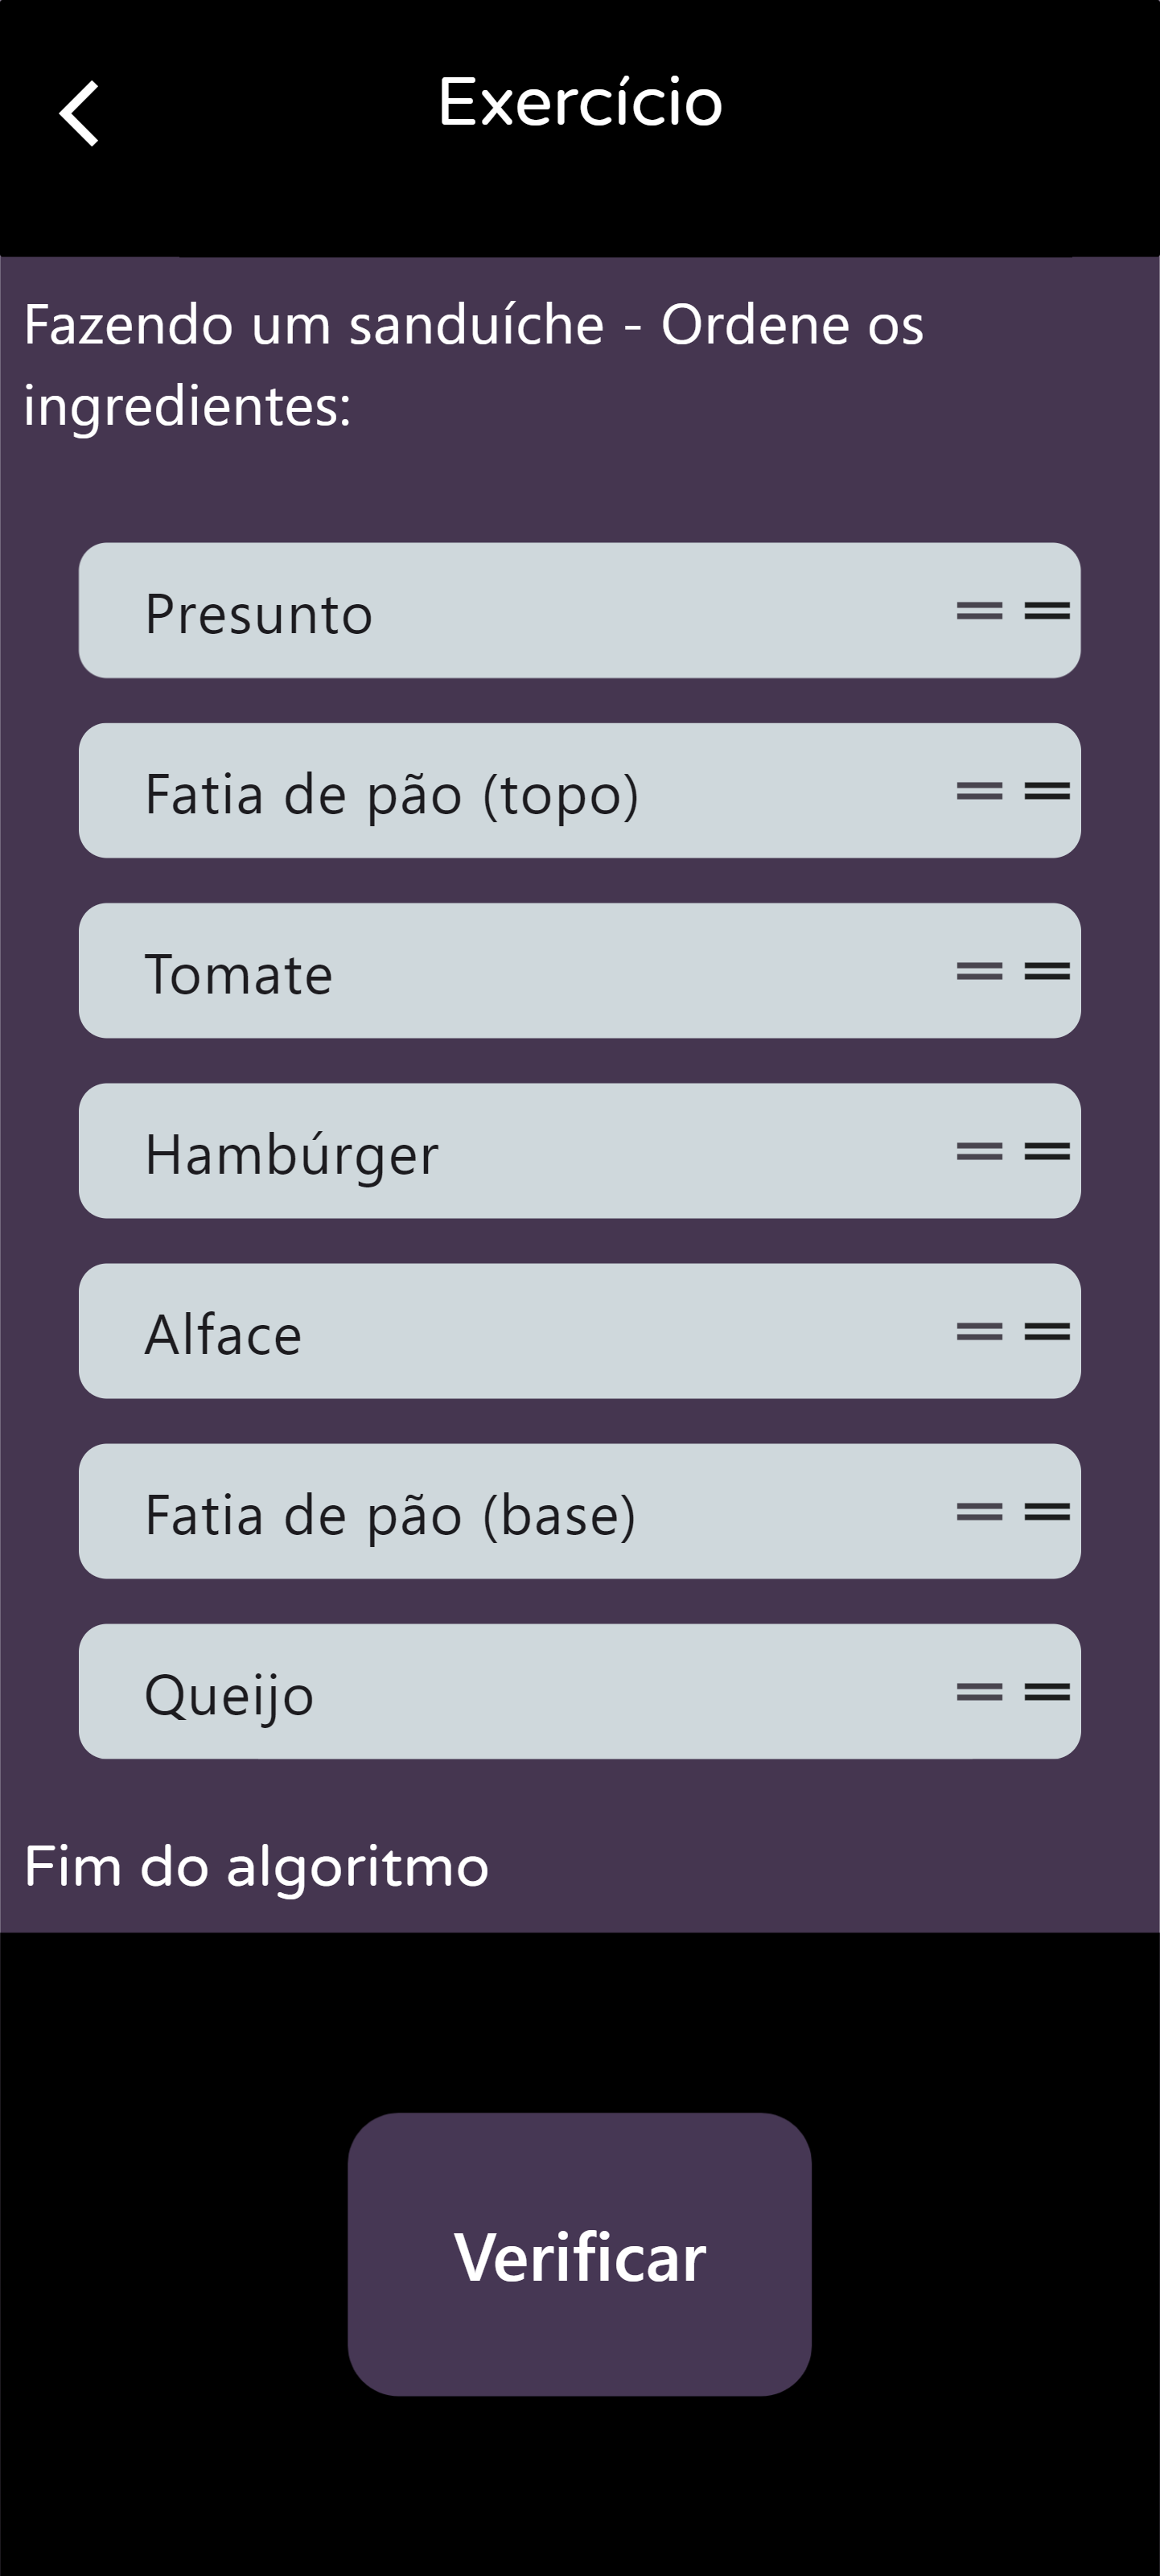 Exercício
Fazendo um sanduíche - Ordene os
ingredientes:
Presunto
Fatia de pão (topo)
Tomate
Hambúrger
Alface
Fatia de pão (base)
Queijo
Fim do algoritmo
Verificar